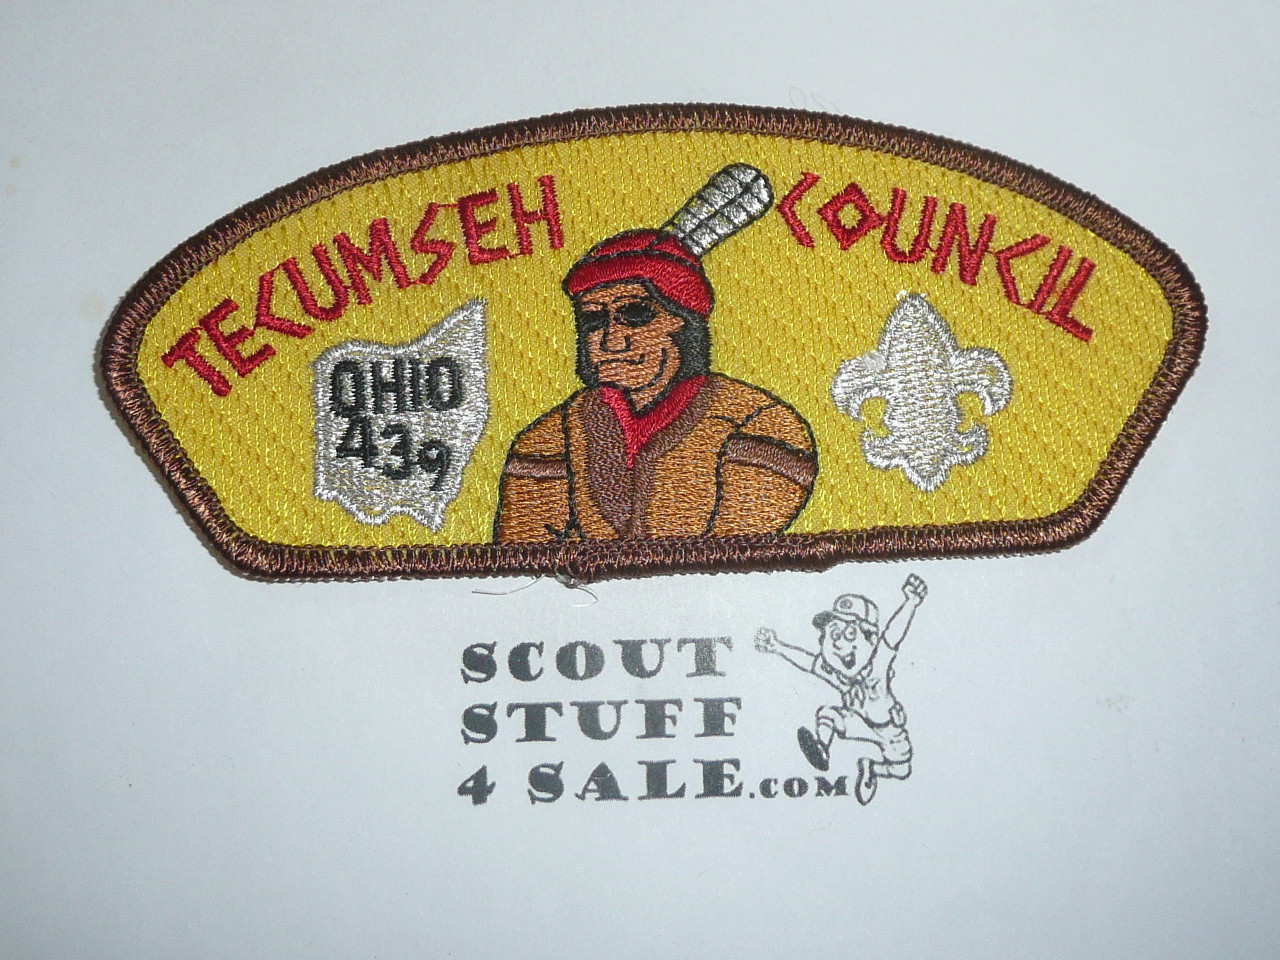 TECUMSEH COUNCIL
OHIO
439
SCOUT
STUFF
4 SALE.COM